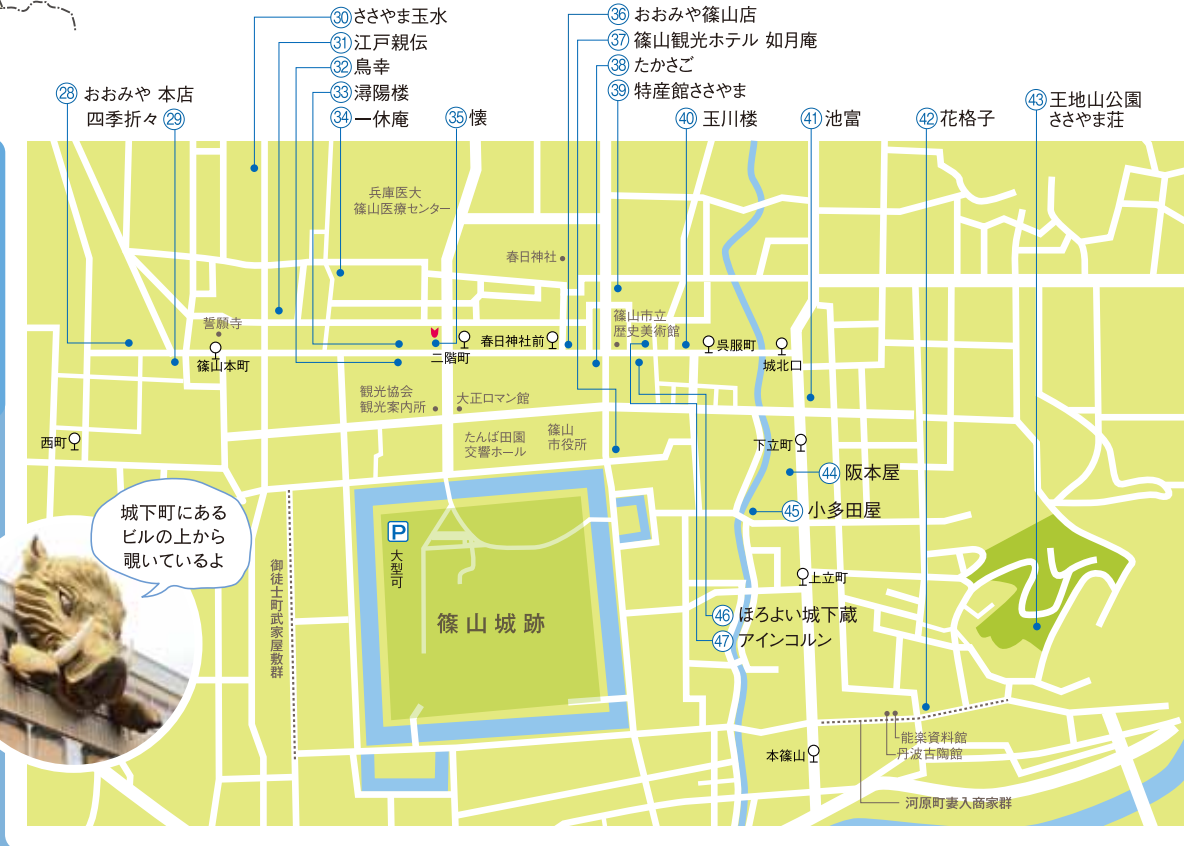 ㉚ささやま玉水
㉛江戸親伝
㉜鳥幸
㉝潯陽楼
㉞一休庵
㉟懐
㊱おおみや篠山店
㊲篠山観光ホテル 如月庵
㊳たかさご
㊴特産館ささやま
㉘おおみや 本店
四季折々㉙
㊵玉川楼
㊶池富
㊷花格子
㊸王地山公園
ささやま荘
兵庫医大
篠山医療センター
春日神社
誓願寺
篠山本町
二階町
春日神社前
篠山市立
歴史美術館
呉服町
城北口
観光協会
観光案内所
大正ロマン館
たんば田園
交響ホール
篠山
市役所
西町
下立町
㊹阪本屋
㊺小多田屋
上立町
㊻ほろよい城下蔵
㊼アインコルン
城下町にある
ビルの上から
覗いているよ
P
大型可
御徒士町武家屋敷群
篠山城跡
能楽資料館
丹波古陶館
本篠山
河原町妻入商家群